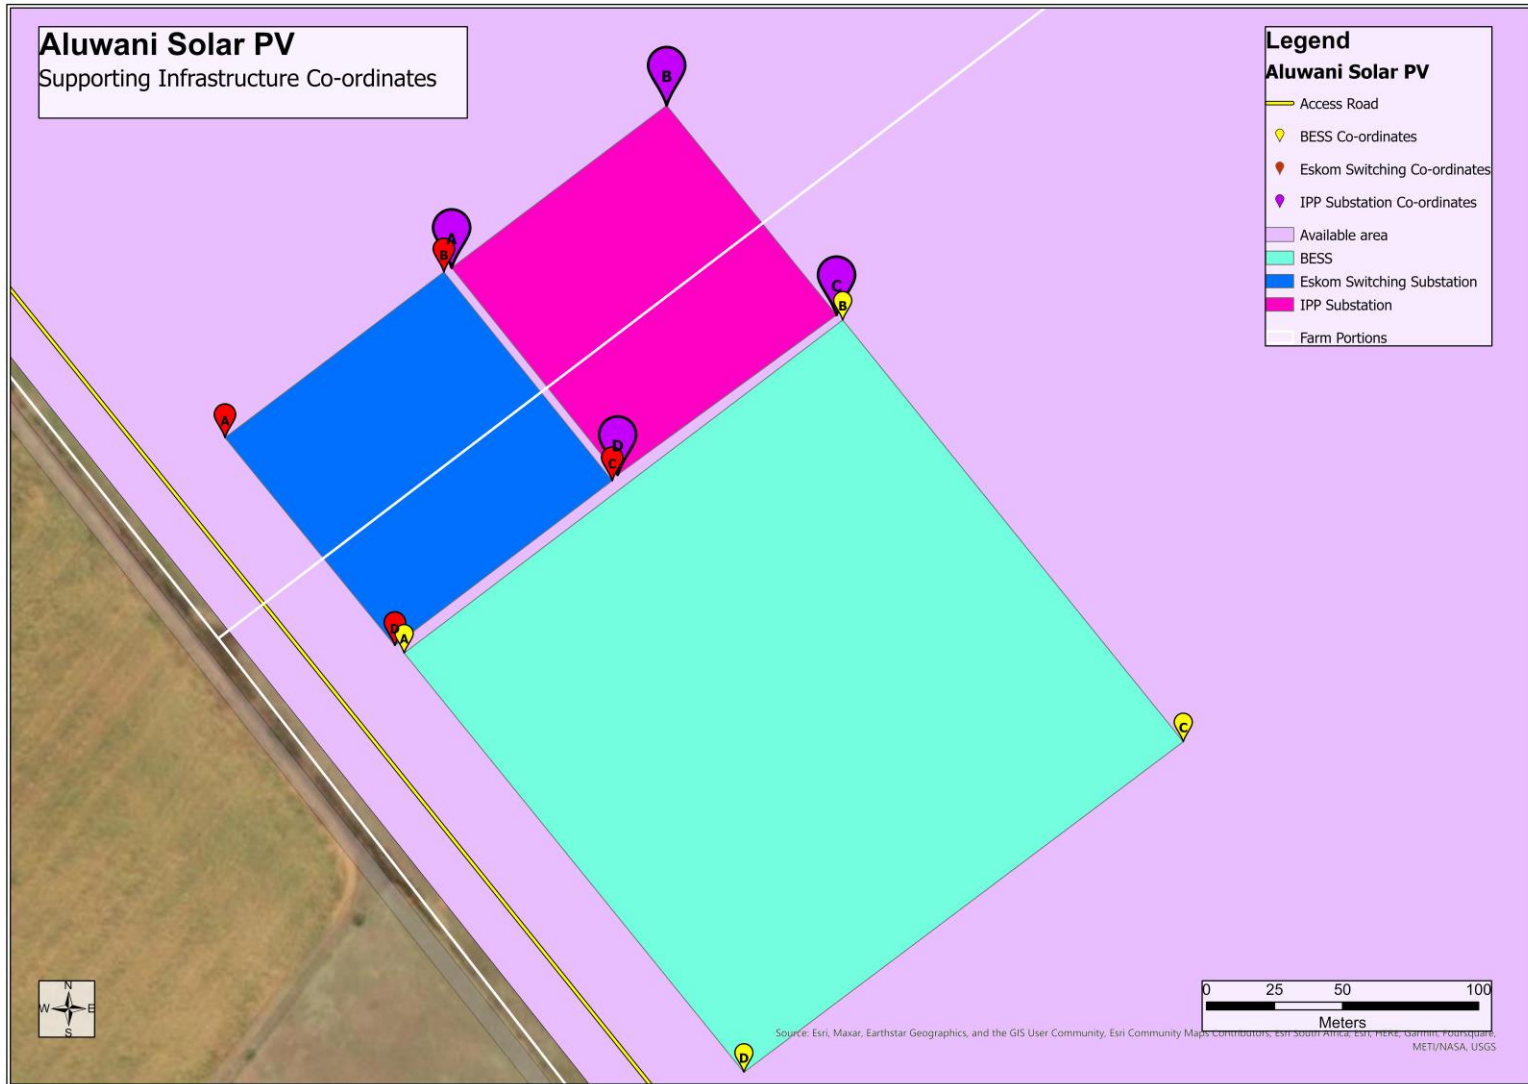 Aluwani Solar PV
Supporting Infrastructure Co-ordinates
Legend
Aluwani Solar PV
Access Road
BESS Co-ordinates
Eskom Switching Co-ordinates
IPP Substation Co-ordinates
Available area
BESS
Eskom Switching Substation
IPP Substation
Farm Portions
B
A
B
C
B
A
D
C
D
A
C
D
N
W E
S
0 25 50 100
Meters
Source: Esri, Maxar, Earthstar Geographics, and the GIS User Community, Esri Community Maps Contributors, Esri South Africa, Esri, HERE, Garmin, Foursquare,
METI/NASA, USGS